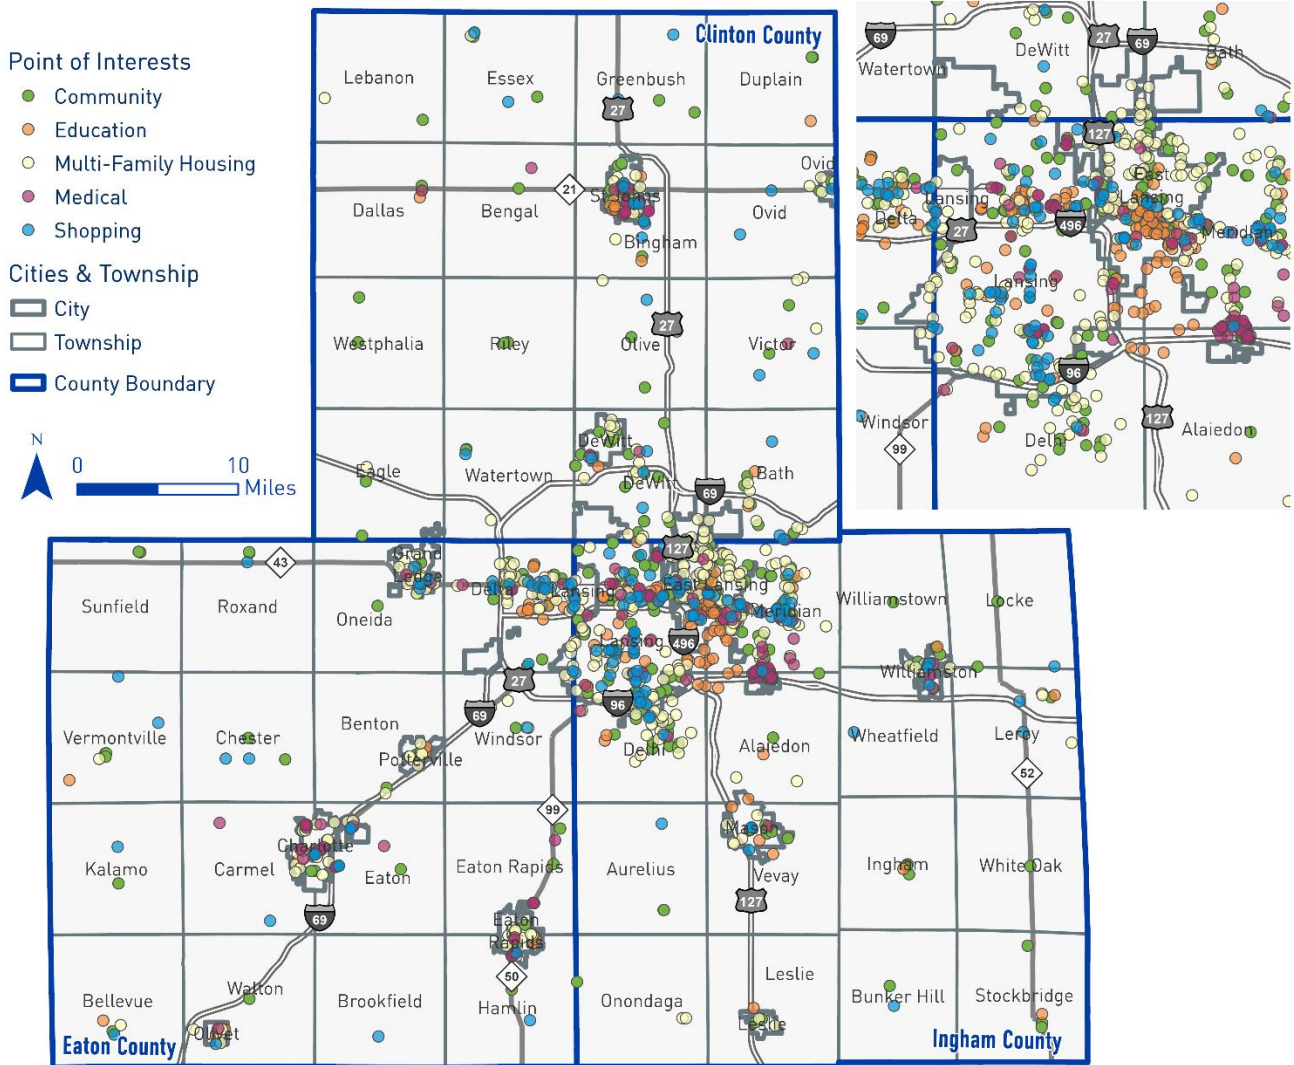 Point of Interests
Community
Education
Multi-Family Housing
Medical
Shopping
Cities & Township
City
Township
County Boundary
N
0 10
Miles
Clinton County
Lebanon
Essex
Greenbush
Duplain
27
Dallas
Bengal
21
St Johns
Bingham
Ovid
Ovid
Westphalia
Riley
Olive
27
Victor
Eagle
Watertown
DeWitt
DeWitt
69
Bath
Sunfield
Roxand
43
Oneida
Grand
Ledge
Delta
Lansing
127
East Lansing
Meridian
Lansing
496
Williamstown
Locke
Williamston
Vermontville
Chester
Benton
Potterville
69
27
Windsor
96
Delhi
Alaiedon
Wheatfield
Leroy
52
Kalamo
Carmel
Charlotte
Eaton
69
99
Eaton Rapids
Eaton
Rapids
Aurelius
Mason
Vevay
127
Ingham
White Oak
Bellevue
Walton
Olivet
Brookfield
50
Hamlin
Onondaga
Leslie
Leslie
Bunker Hill
Stockbridge
Eaton County
Ingham County
69
Watertown
DeWitt
27
69
Bath
127
Lansing
East
Lansing
Delta
27
496
Meridian
Lansing
96
Windsor
99
Delhi
127
Alaiedon